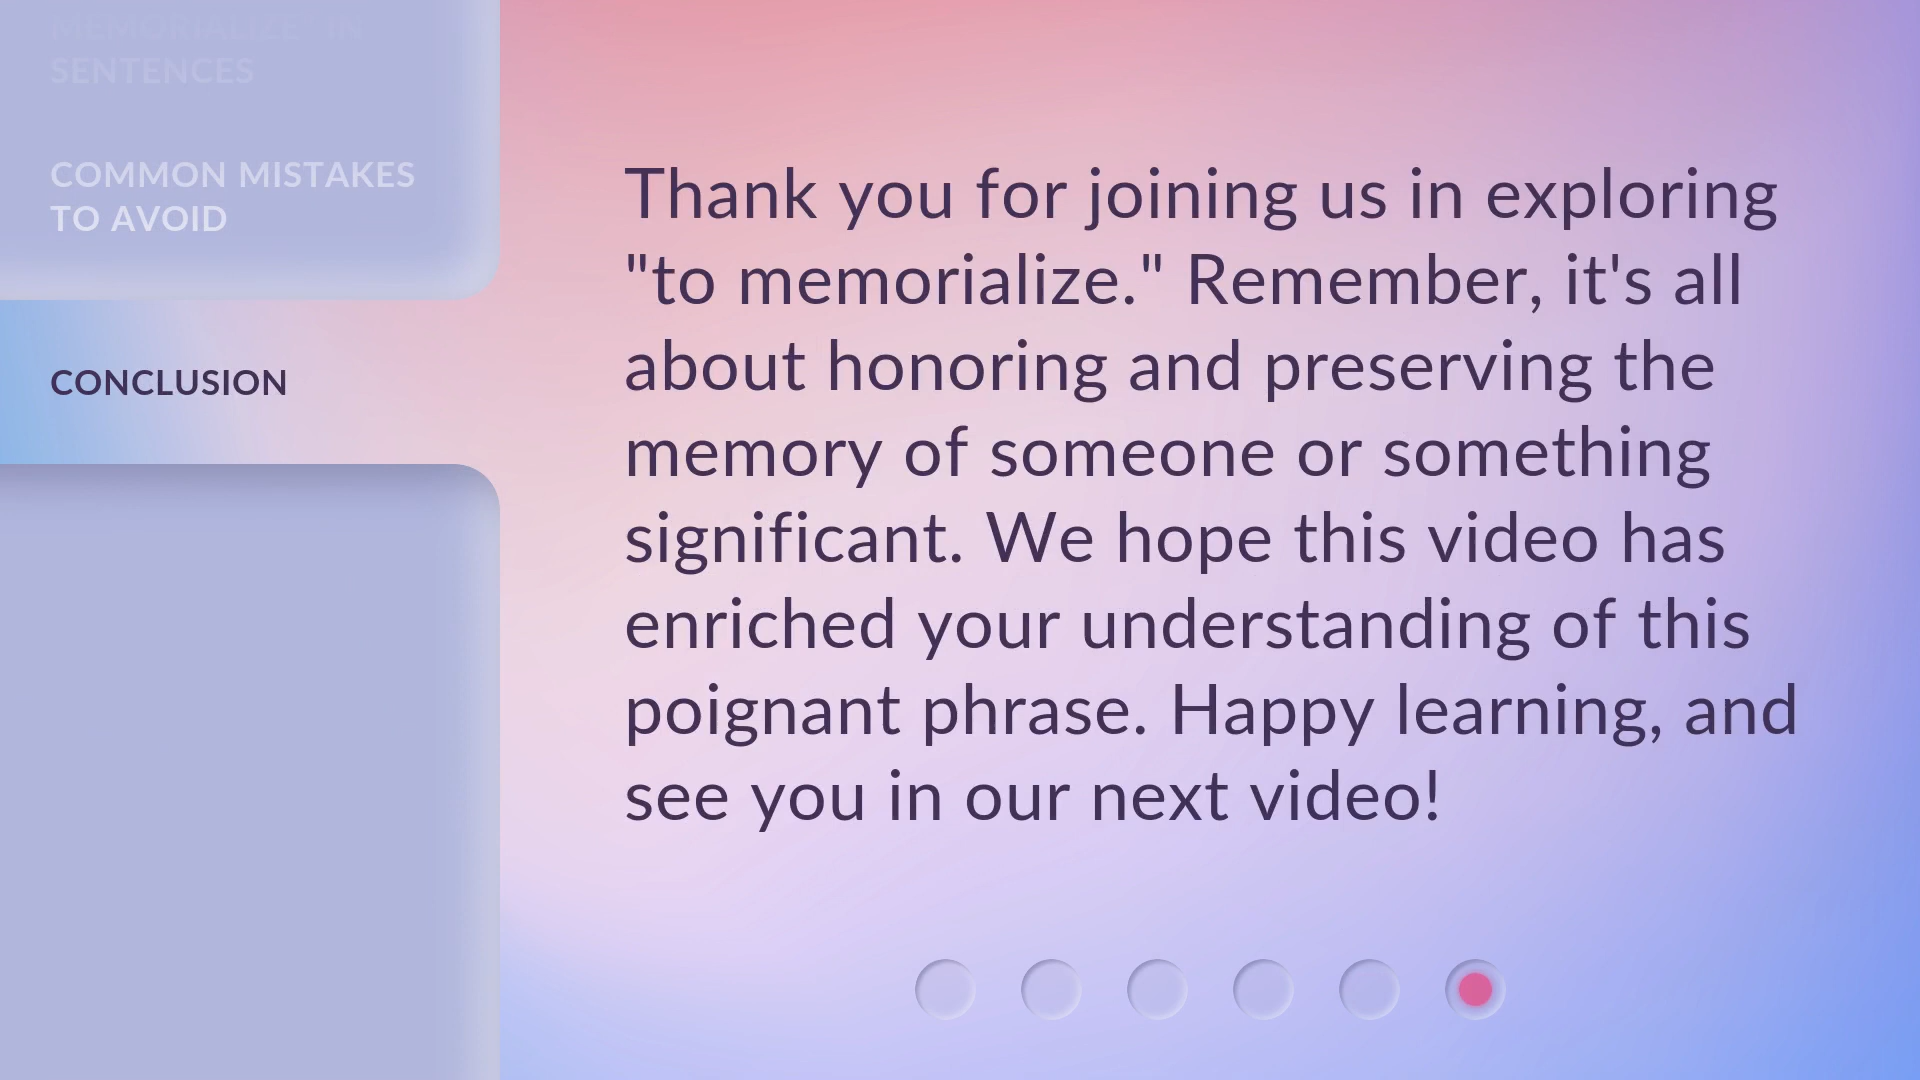 MEMORIALIZE" IN
SENTENCES
COMMON MISTAKES
TO AVOID
CONCLUSION
Thank you for joining us in exploring
"to memorialize." Remember, it's all
about honoring and preserving the
memory of someone or something
significant. We hope this video has
enriched your understanding of this
poignant phrase. Happy learning, and
see you in our next video!